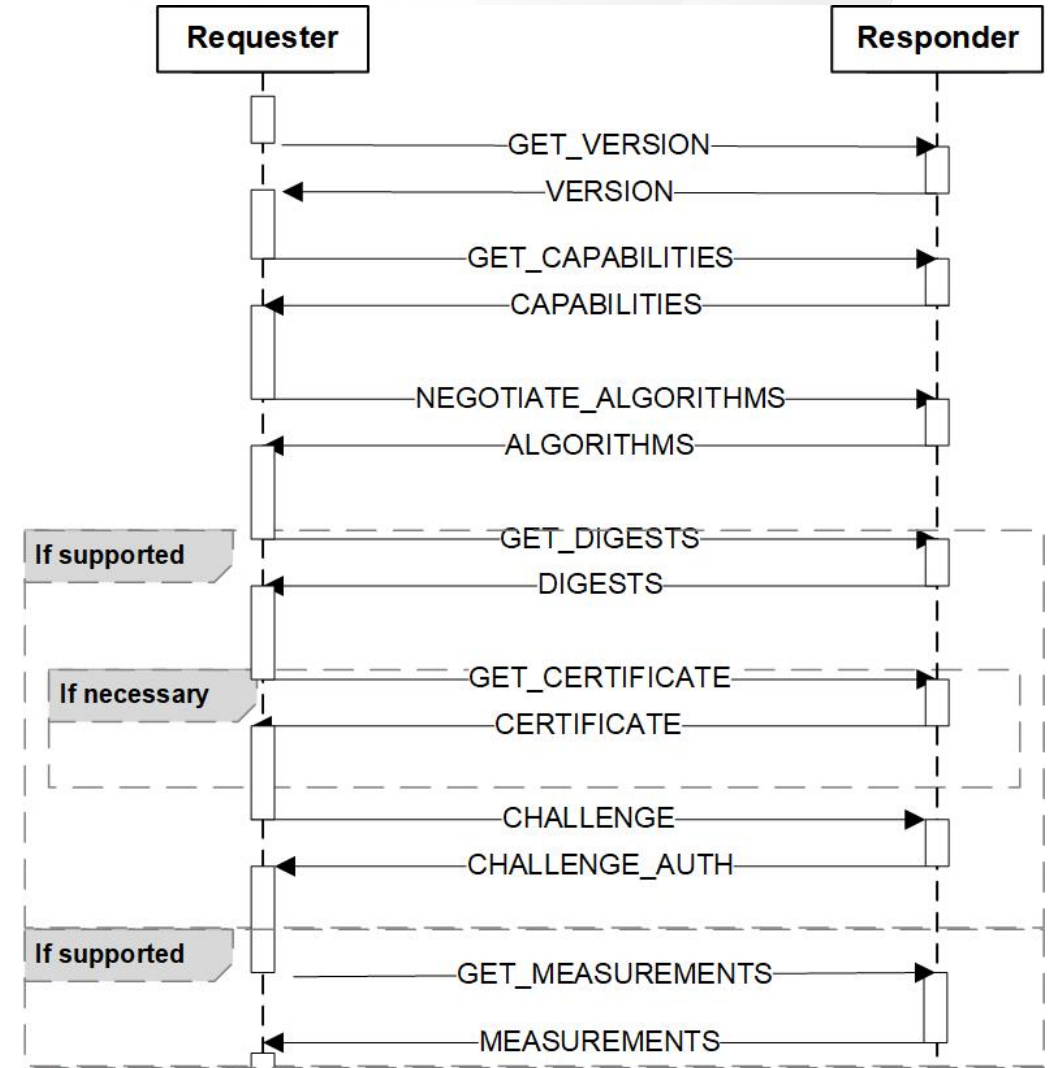 Requester
Responder
GET_VERSION
VERSION
GET_CAPABILITIES
CAPABILITIES
NEGOTIATE_ALGORITHMS
ALGORITHMS
If supported
GET_DIGESTS
DIGESTS
If necessary
GET_CERTIFICATE
CERTIFICATE
CHALLENGE
CHALLENGE_AUTH
If supported
GET_MEASUREMENTS
MEASUREMENTS